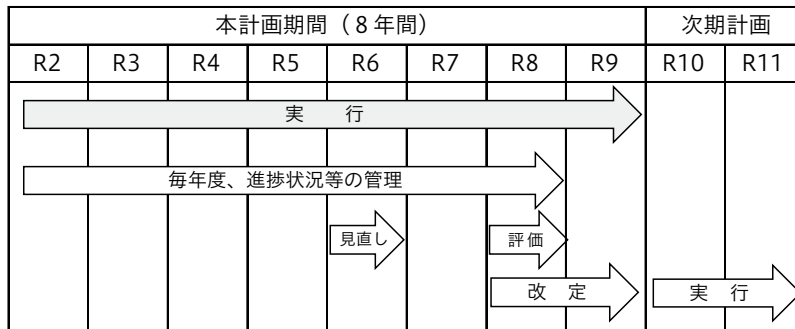 本計画期間（８年間） 次期計画
R2 R3 R4 R5 R6 R7 R8 R9 R10 R11
実　行
毎年度、進捗状況等の管理
見直し 評価
改　定 実　行